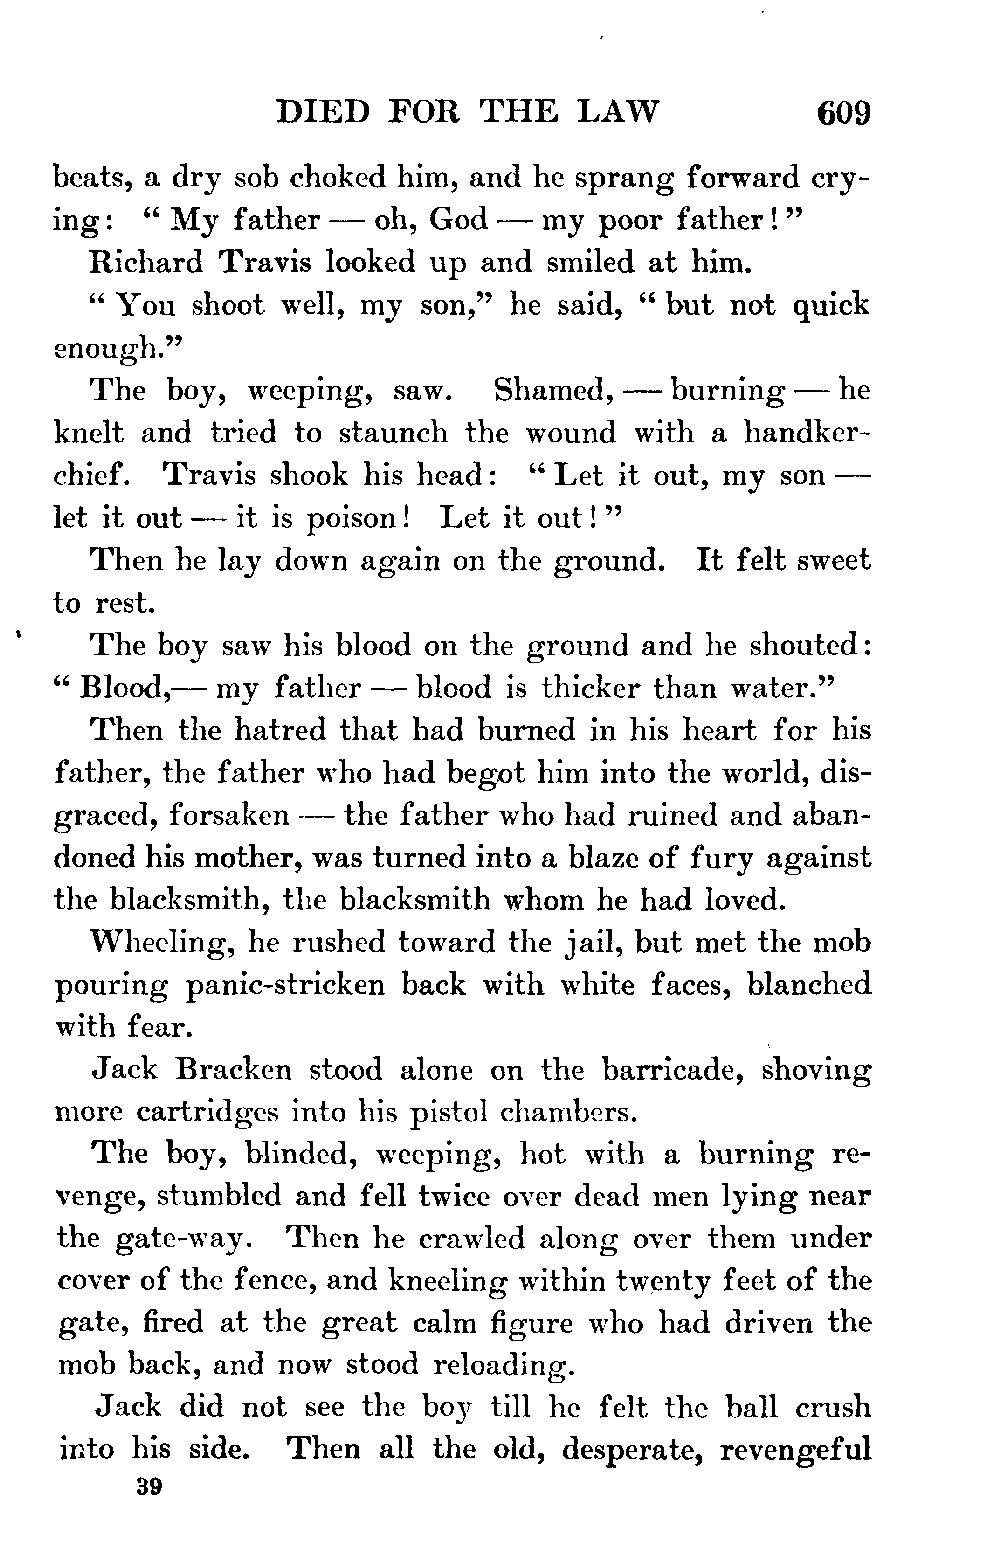 DIED FOR THE LAW 609
beats, a dry sob choked him, and he sprang forward cry-
ing: “ My father — oh, God — my poor father! ”
Richard Travis looked up and smiled at him.
“ You shoot well, my son,” he said, “ but not quick
enough.”
The boy, weeping, saw. Shamed, — burning — he
knelt and tried to staunch the wound with a handker-
chief. Travis shook his head: “ Let it out, my son —
let it out — it is poison! Let it out! ”
Then he lay down again on the ground. It felt sweet
to rest.
The boy saw his blood on the ground and he shouted:
“ Blood,— my father — blood is thicker than water.”
Then the hatred that had burned in his heart for his
father, the father who had begot him into the world, dis-
graced, forsaken — the father who had ruined and aban-
doned his mother, was turned into a blaze of fury against
the blacksmith, the blacksmith whom he had loved.
Wheeling, he rushed toward the jail, but met the mob
pouring panic-stricken back with white faces, blanched
with fear.
Jack Bracken stood alone on the barricade, shoving
more cartridges into his pistol chambers.
The boy, blinded, weeping, hot with a burning re-
venge, stumbled and fell twice over dead men lying near
the gate-way. Then he crawled along over them under
cover of the fence, and kneeling within twenty feet of the
gate, fired at the great calm figure who had driven the
mob back, and now stood reloading.
Jack did not see the boy till he felt the ball crush
into his side. Then all the old, desperate, revengeful
39